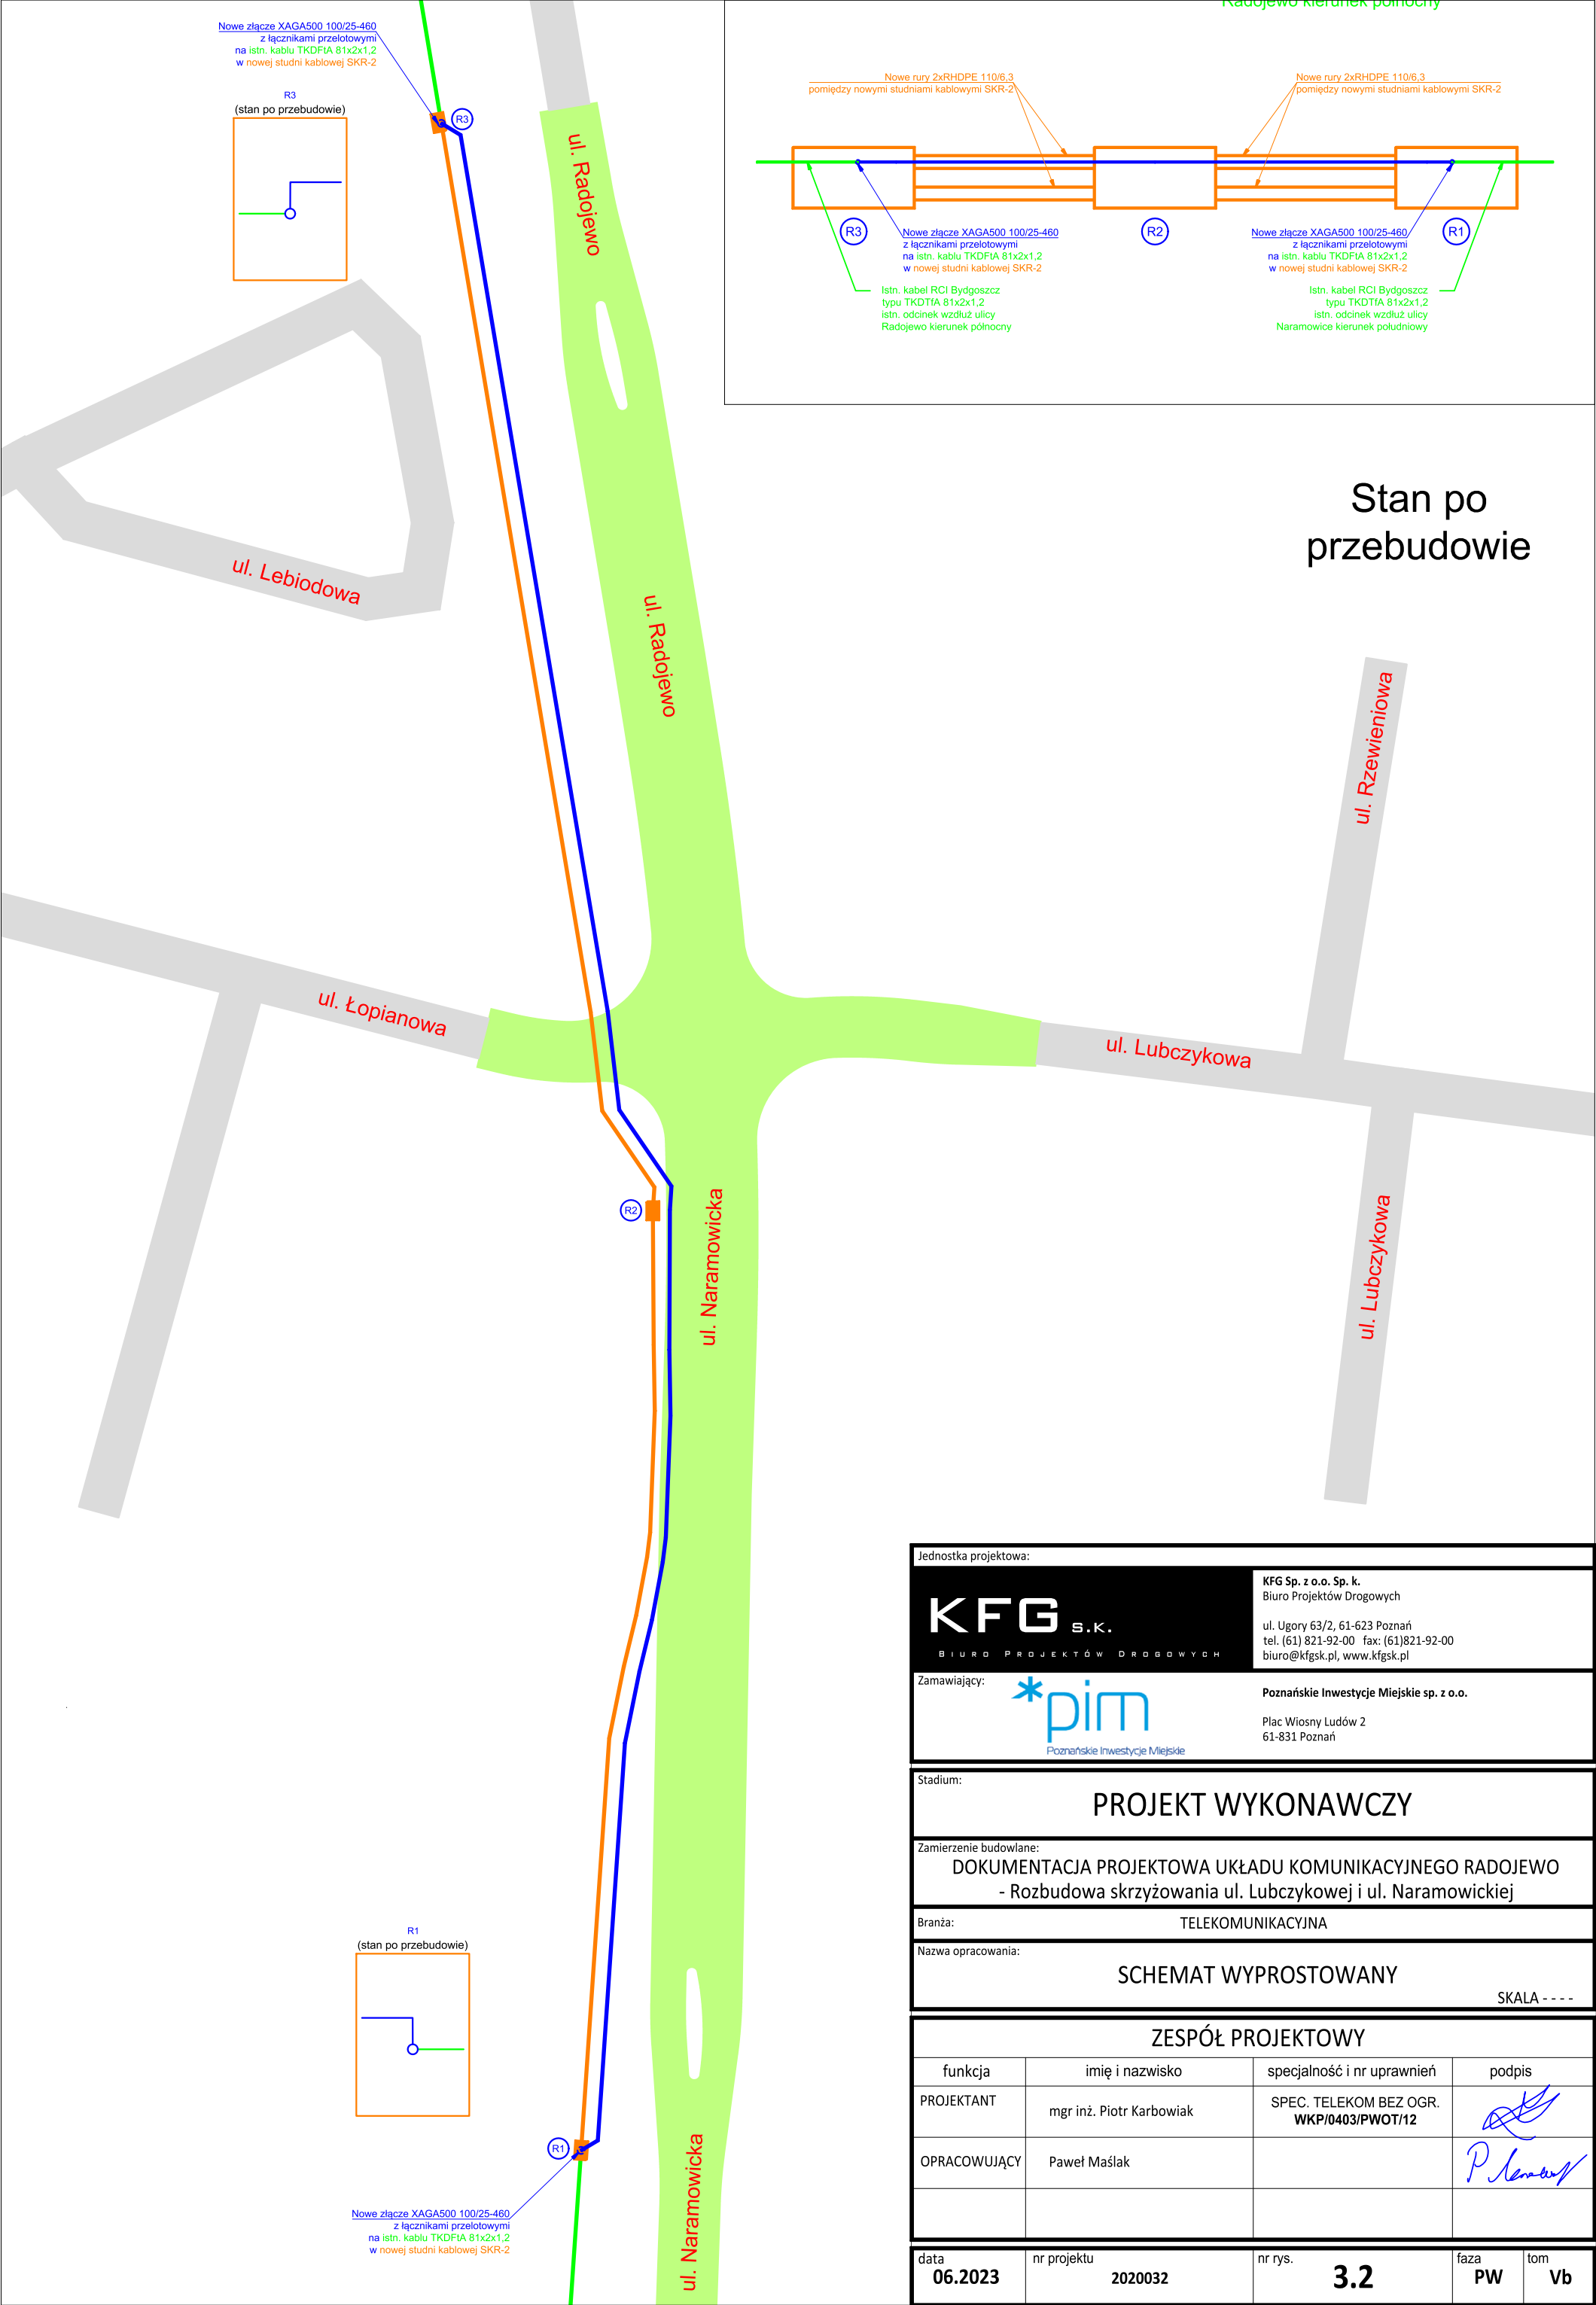 Radojewo kierunek północny
Nowe złącze XAGA500 100/25-460
z łącznikami przelotowymi
na istn. kablu TKDFtA 81x2x1,2
w nowej studni kablowej SKR-2
R3
(stan po przebudowie)
R3
ul. Radojewo
Nowe rury 2xRHDPE 110/6,3
pomiędzy nowymi studniami kablowymi SKR-2
Nowe rury 2xRHDPE 110/6,3
pomiędzy nowymi studniami kablowymi SKR-2
R3
R2
R1
Nowe złącze XAGA500 100/25-460
z łącznikami przelotowymi
na istn. kablu TKDFtA 81x2x1,2
w nowej studni kablowej SKR-2
Nowe złącze XAGA500 100/25-460
z łącznikami przelotowymi
na istn. kablu TKDFtA 81x2x1,2
w nowej studni kablowej SKR-2
Istn. kabel RCI Bydgoszcz
typu TKDTfA 81x2x1,2
istn. odcinek wzdłuż ulicy
Radojewo kierunek północny
Istn. kabel RCI Bydgoszcz
typu TKDTfA 81x2x1,2
istn. odcinek wzdłuż ulicy
Naramowice kierunek południowy
Stan po
przebudowie
ul. Lebiodowa
ul. Radojewo
ul. Rzewieniowa
ul. Łopianowa
ul. Lubczykowa
R2
ul. Naramowicka
ul. Lubczykowa
R1
(stan po przebudowie)
R1
Nowe złącze XAGA500 100/25-460
z łącznikami przelotowymi
na istn. kablu TKDFtA 81x2x1,2
w nowej studni kablowej SKR-2
ul. Naramowicka
Jednostka projektowa:
KFG S.K.
BIURO PROJEKTÓW DROGOWYCH
KFG Sp. z o.o. Sp. k.
Biuro Projektów Drogowych
ul. Ugory 63/2, 61-623 Poznań
tel. (61) 821-92-00 fax: (61)821-92-00
biuro@kfgsk.pl, www.kfgsk.pl
Zamawiający:
*pim
Poznańskie Inwestycje Miejskie
Poznańskie Inwestycje Miejskie sp. z o.o.
Plac Wiosny Ludów 2
61-831 Poznań
Stadium:
PROJEKT WYKONAWCZY
Zamierzenie budowlane:
DOKUMENTACJA PROJEKTOWA UKŁADU KOMUNIKACYJNEGO RADOJEWO
- Rozbudowa skrzyżowania ul. Lubczykowej i ul. Naramowickiej
Branża: TELEKOMUNIKACYJNA
Nazwa opracowania:
SCHEMAT WYPROSTOWANY
SKALA - - - -
ZESPÓŁ PROJEKTOWY
funkcja imię i nazwisko specjalność i nr uprawnień podpis
PROJEKTANT mgr inż. Piotr Karbowiak SPEC. TELEKOM BEZ OGR.
WKP/0403/PWOT/12
OPRACOWUJĄCY Paweł Maślak
data nr projektu nr rys. faza tom
06.2023 2020032 3.2 PW Vb